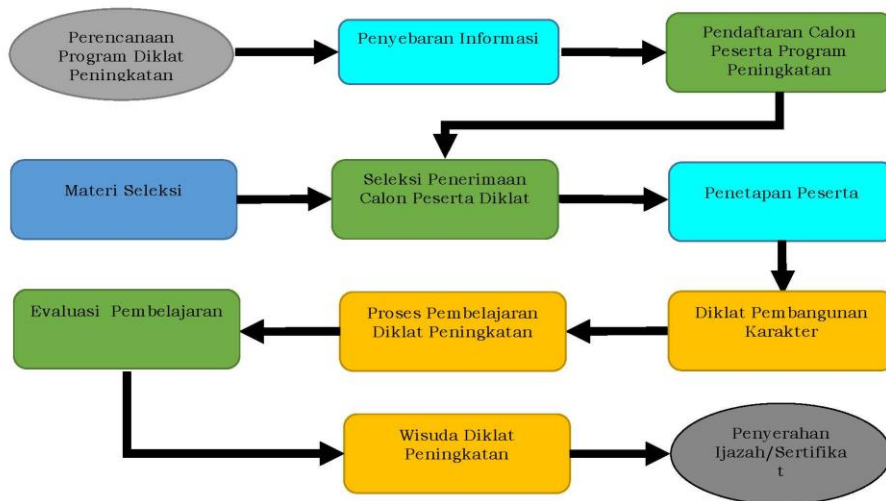 Perencanaan
Program Diklat
Peningkatan
Penyebaran Informasi
Pendaftaran Calon
Peserta Program
Peningkatan
Materi Seleksi
Seleksi Penerimaan
Calon Peserta Diklat
Penetapan Peserta
Evaluasi Pembelajaran
Proses Pembelajaran
Diklat Peningkatan
Diklat Pembangunan
Karakter
Wisuda Diklat
Peningkatan
Penyerahan
Ijazah/Sertifika
t